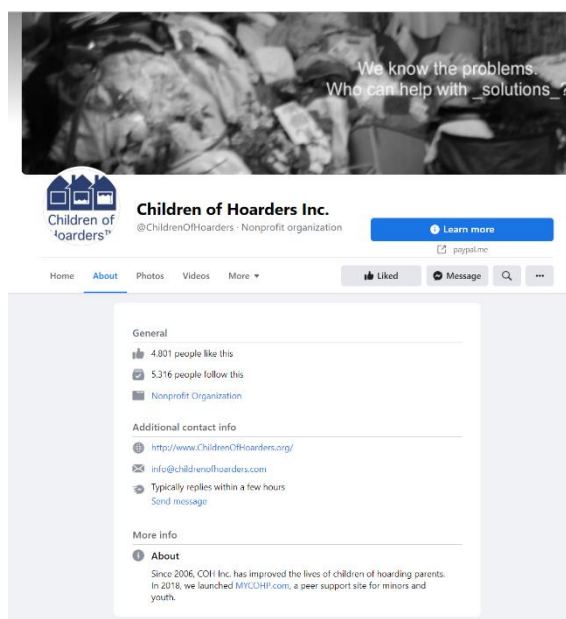 We know the problems.
Who can help with _solutions_?
Children of
Hoarders™
Children of Hoarders Inc.
@ChildrenOfHoarders · Nonprofit organization
Learn more
paypal.me
Home About Photos Videos More Liked Message
General
4,801 people like this
5,316 people follow this
Nonprofit Organization
Additional contact info
http://www.ChildrenOfHoarders.org/
info@childrenofhoarders.com
Typically replies within a few hours
Send message
More info
About
Since 2006, COH Inc. has improved the lives of children of hoarding parents.
In 2018, we launched MYCOHP.com, a peer support site for minors and
youth.